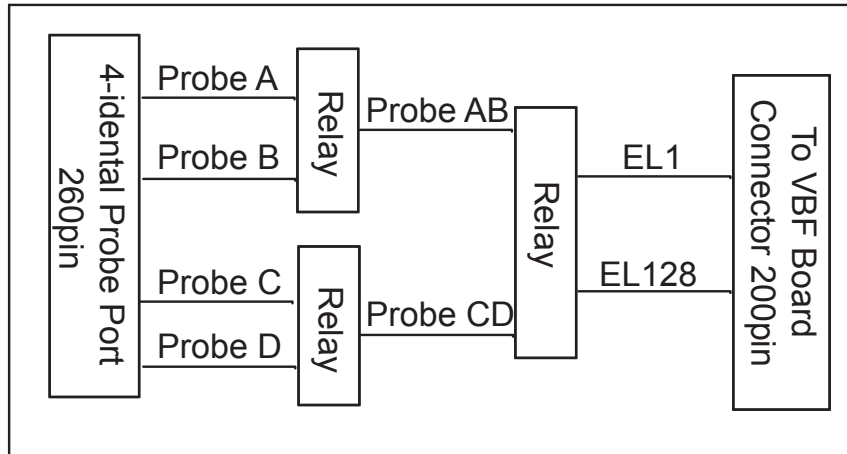 4-idental Probe Port
260pin
Probe A
Probe B
Probe C
Probe D
Relay
Relay
Probe AB
Probe CD
Relay
EL1
EL128
To VBF Board
Connector 200pin